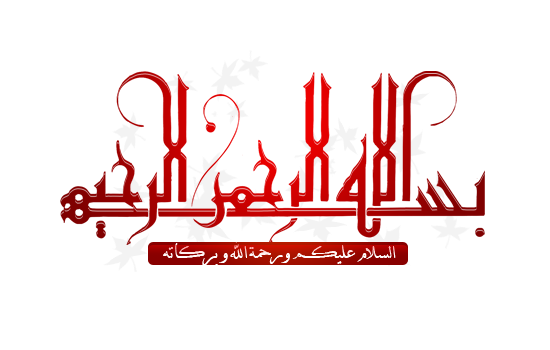 بسم الله الرحمن الرحيم
السلام عليكم ورحمة الله وبركاته